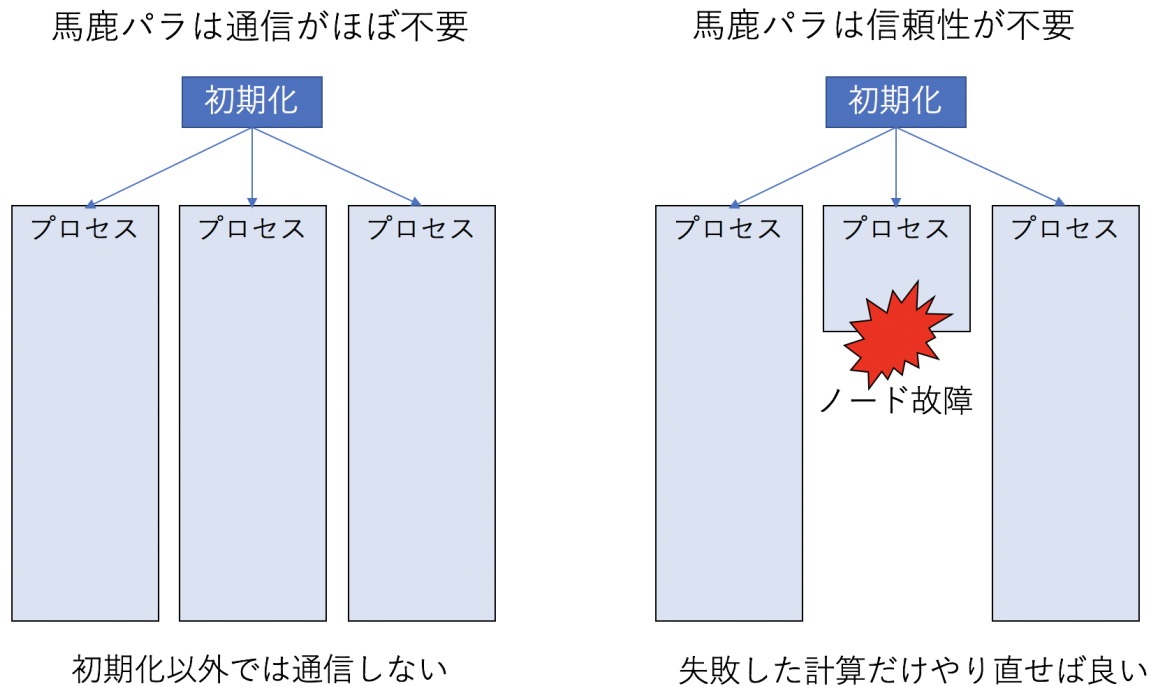 馬鹿パラは通信がほぼ不要
初期化
プロセス
プロセス
プロセス
初期化以外では通信しない
馬鹿パラは信頼性が不要
初期化
プロセス
プロセス
プロセス
ノード故障
失敗した計算だけやり直せば良い